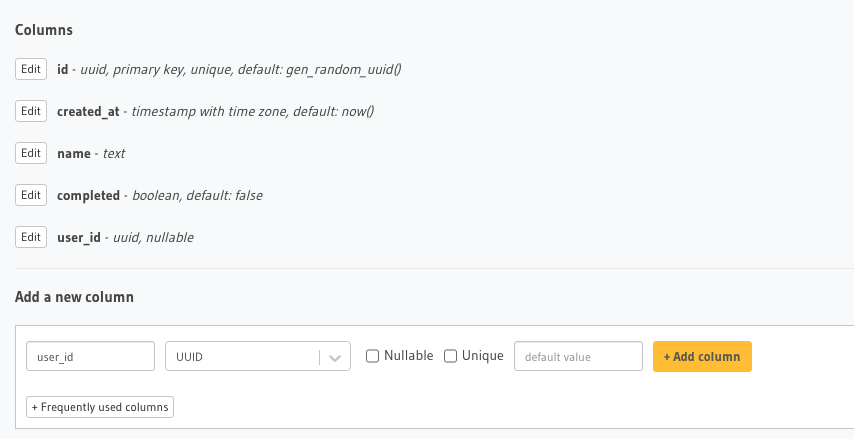 Columns
Edit id - uuid, primary key, unique, default: gen_random_uuid()
Edit created_at - timestamp with time zone, default: now()
Edit name - text
Edit completed - boolean, default: false
Edit user_id - uuid, nullable
Add a new column
user_id UUID Nullable Unique default value + Add column
+ Frequently used columns